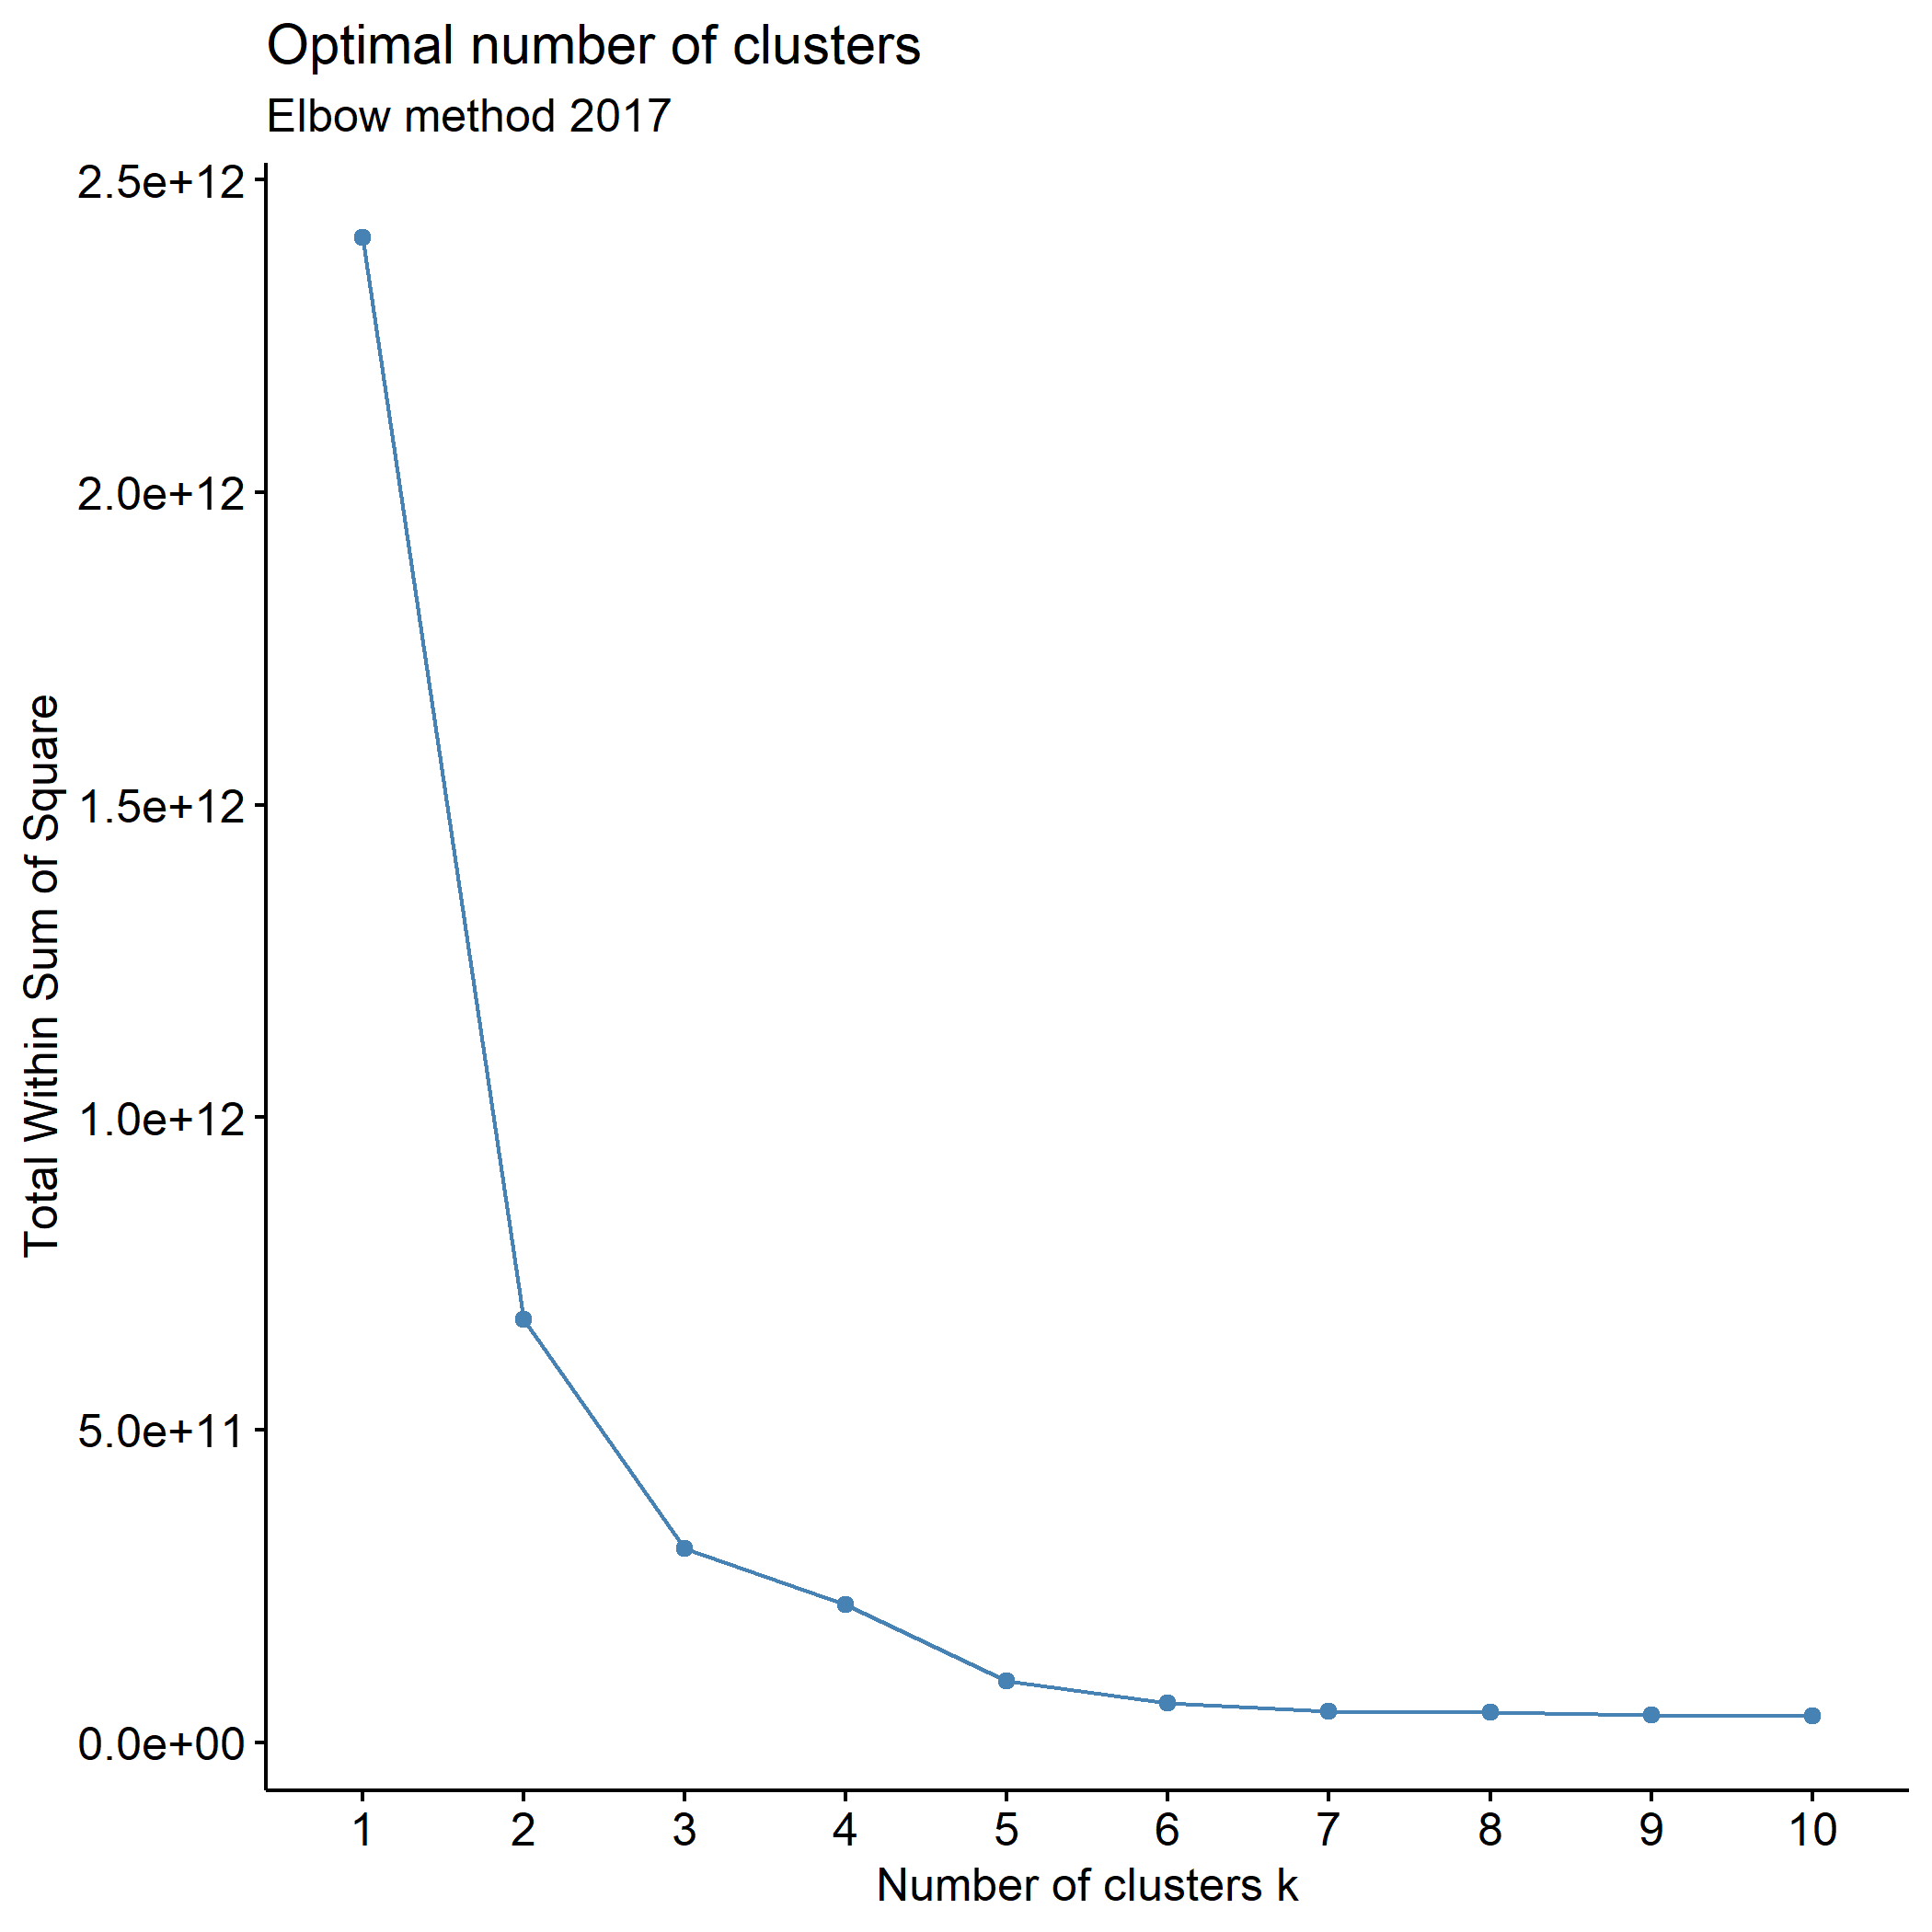 Optimal number of clusters
Elbow method 2017
2.5e+12
2.0e+12
1.5e+12
1.0e+12
5.0e+11
0.0e+00
Total Within Sum of Square
1 2 3 4 5 6 7 8 9 10
Number of clusters k